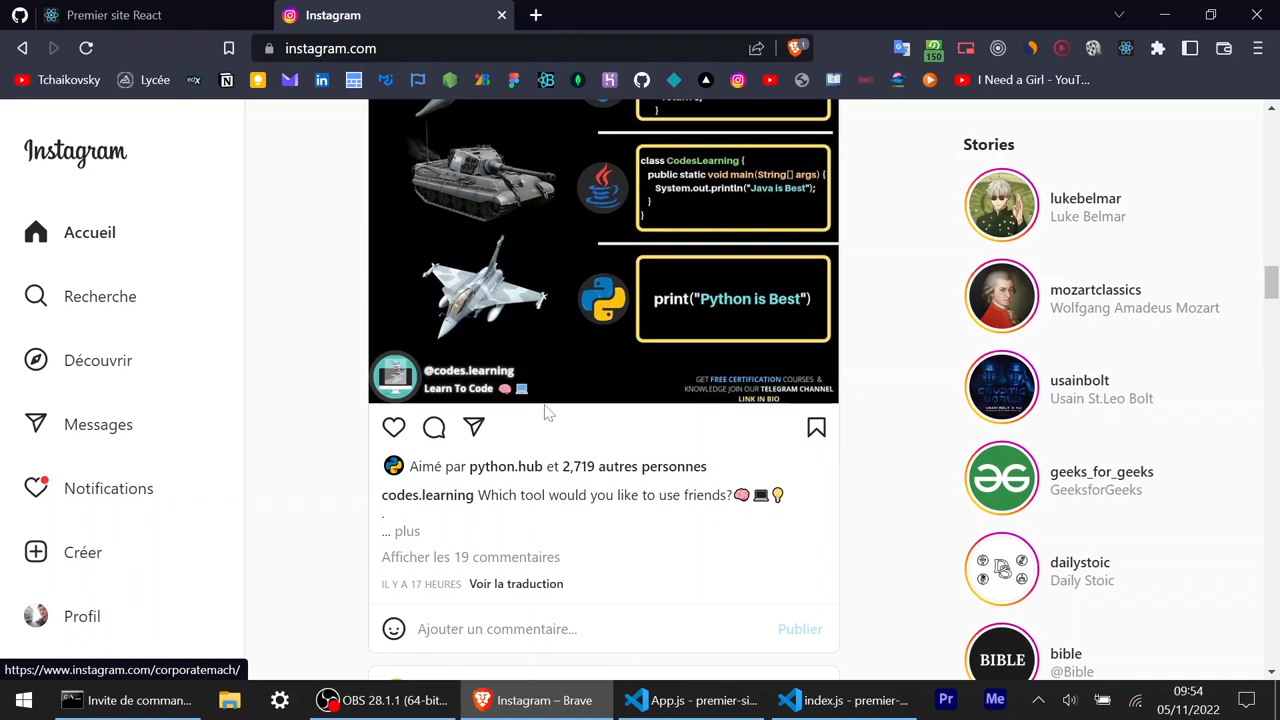 Premier site React
Instagram
instagram.com
1
150
Tchaikovsky
Lycée
edX
I Need a Girl - YouT...
Instagram
Accueil
Recherche
Découvrir
Messages
Notifications
Créer
Profil
https://www.instagram.com/corporatemach/
}
class CodesLearning {
public static void main(String[] args) {
System.out.println("Java is Best");
}
}
print("Python is Best")
@codes.learning
Learn To Code
GET FREE CERTIFICATION COURSES &
KNOWLEDGE JOIN OUR TELEGRAM CHANNEL
LINK IN BIO
Aimé par python.hub et 2,719 autres personnes
codes.learning Which tool would you like to use friends?🧠💻💡
.
... plus
Afficher les 19 commentaires
IL Y A 17 HEURES Voir la traduction
Ajouter un commentaire... Publier
Stories
lukebelmar
Luke Belmar
mozartclassics
Wolfgang Amadeus Mozart
usainbolt
Usain St.Leo Bolt
geeks_for_geeks
GeeksforGeeks
dailystoic
Daily Stoic
BIBLE
bible
@Bible
Invite de comman...
OBS 28.1.1 (64-bit...
Instagram – Brave
App.js - premier-si...
index.js - premier-...
Pr
Me
09:54
05/11/2022